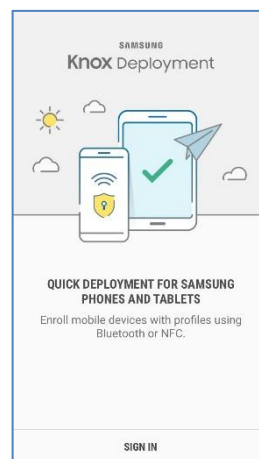 SAMSUNG
Knox Deployment
QUICK DEPLOYMENT FOR SAMSUNG
PHONES AND TABLETS
Enroll mobile devices with profiles using
Bluetooth or NFC.
SIGN IN